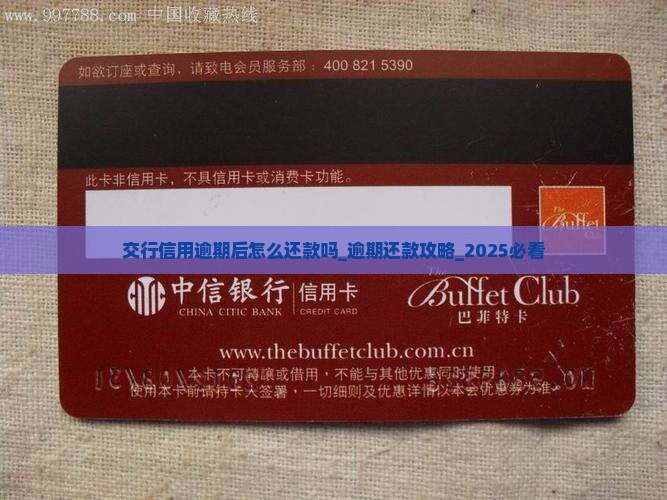 www.997788.com 中国收藏热线
如欲订座或查询，请致电会员服务部：400 821 5390
此卡非信用卡，不具信用卡或消费卡功能。
The
Buffet
Club
交行信用逾期后怎么还款吗_逾期还款攻略_2025必看
中信银行 信用卡
CHINA CITIC BANK CREDIT CARD
The
Buffet Club
巴菲特卡
www.thebuffetclub.com.cn
本卡不可转让或借用，不能与其他优惠同时使用。
使用本卡前请持卡人签署，一切细则及优惠详情以本会优惠券为准。